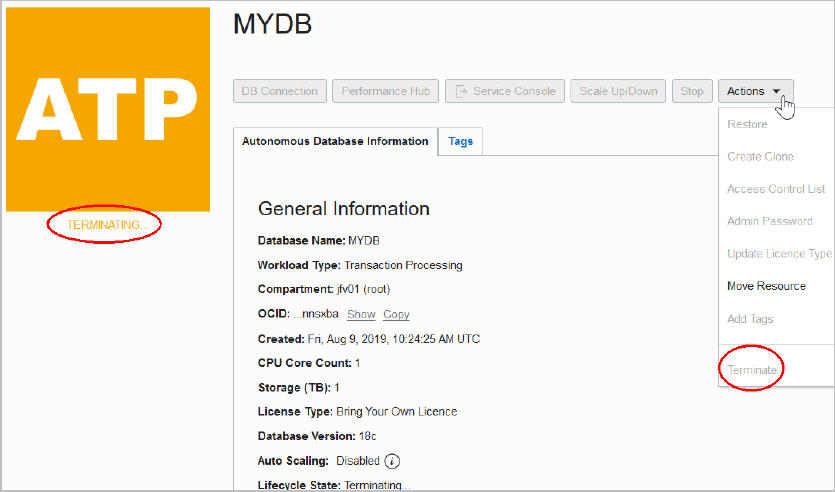 MYDB
ATP
TERMINATING...
DB Connection Performance Hub Service Console Scale Up/Down Stop Actions
Restore
Create Clone
Access Control List
Admin Password
Update Licence Type
Move Resource
Add Tags
Terminate
Autonomous Database Information Tags
General Information
Database Name: MYDB
Workload Type: Transaction Processing
Compartment: jfv01 (root)
OCID: ...nnsxba Show Copy
Created: Fri, Aug 9, 2019, 10:24:25 AM UTC
CPU Core Count: 1
Storage (TB): 1
License Type: Bring Your Own Licence
Database Version: 18c
Auto Scaling: Disabled i
Lifecycle State: Terminating...